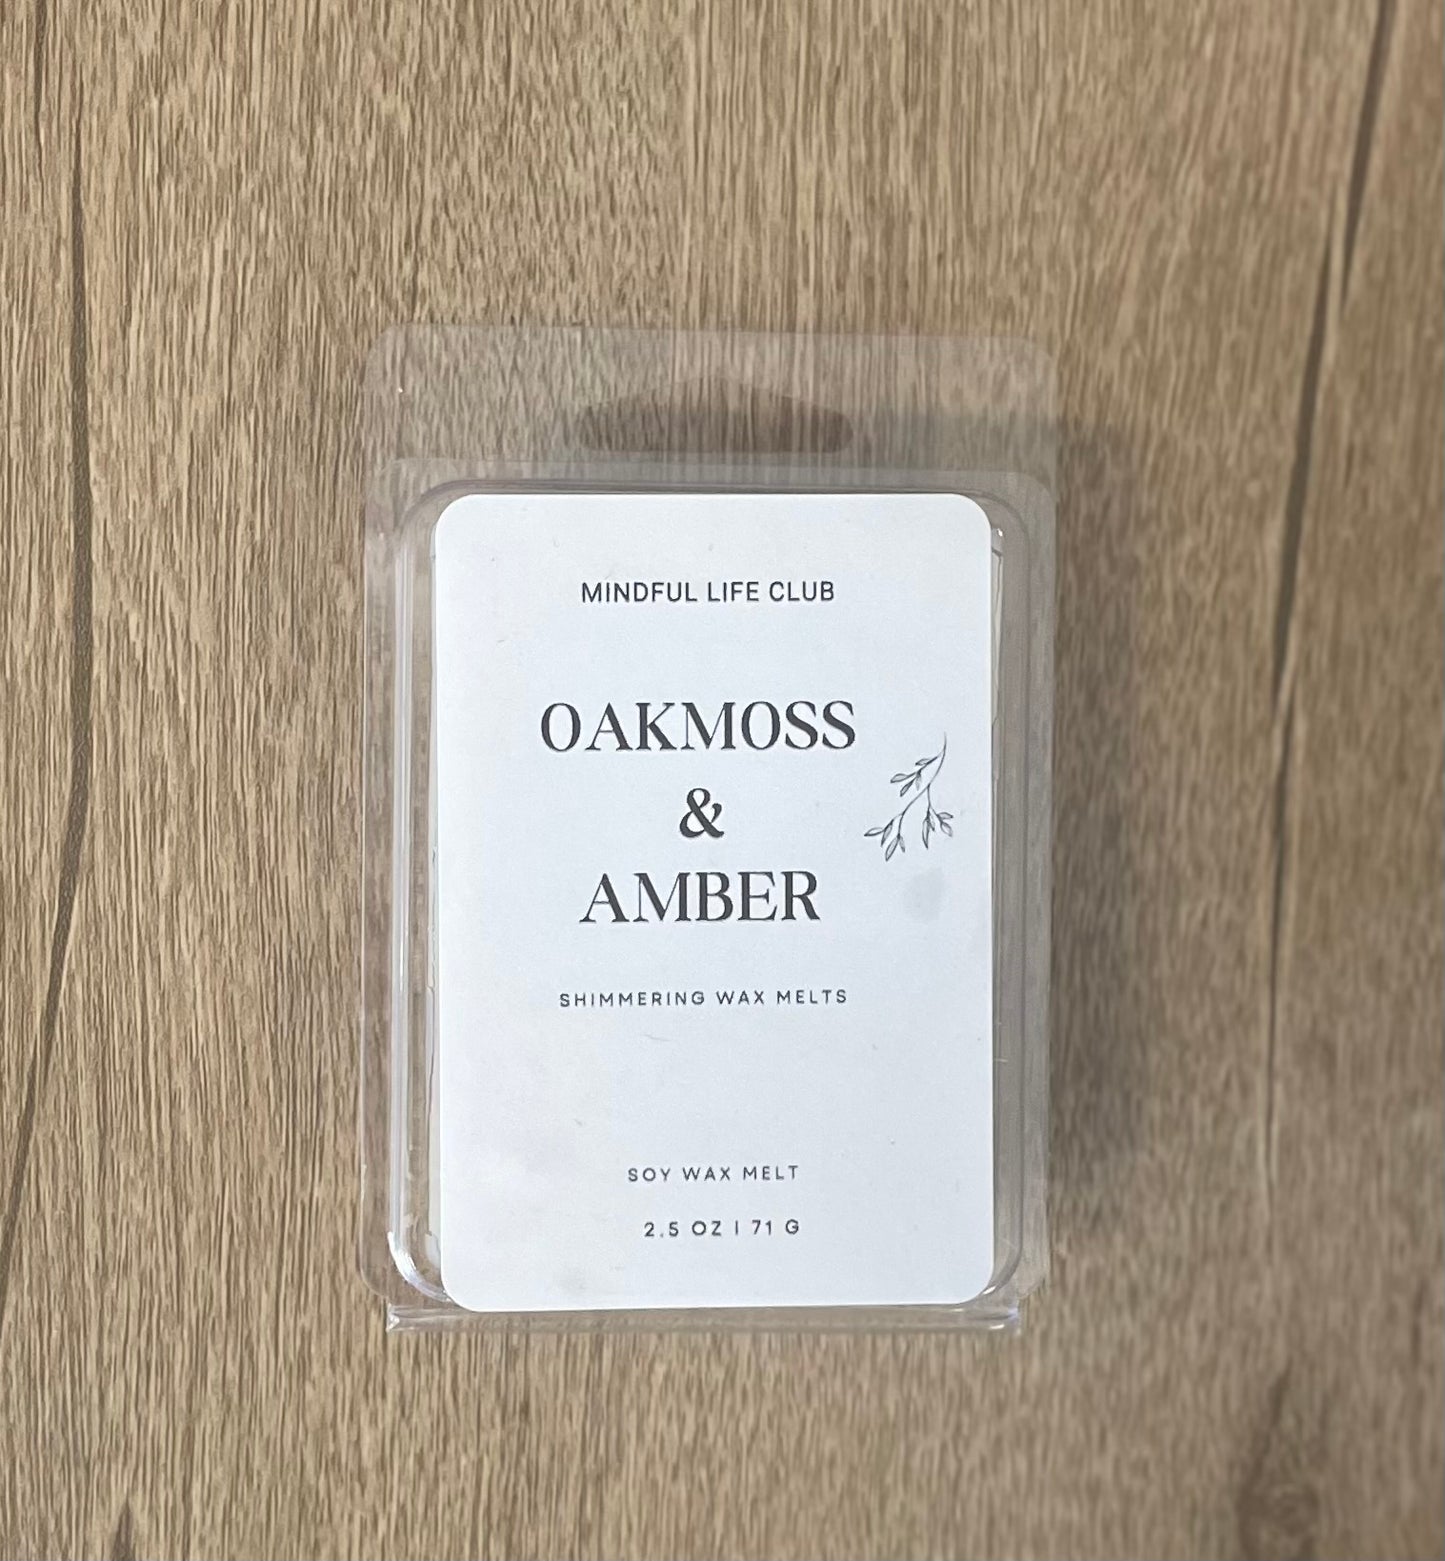 MINDFUL LIFE CLUB
OAKMOSS
&
AMBER
SHIMMERING WAX MELTS
SOY WAX MELT
2.5 OZ | 71 G